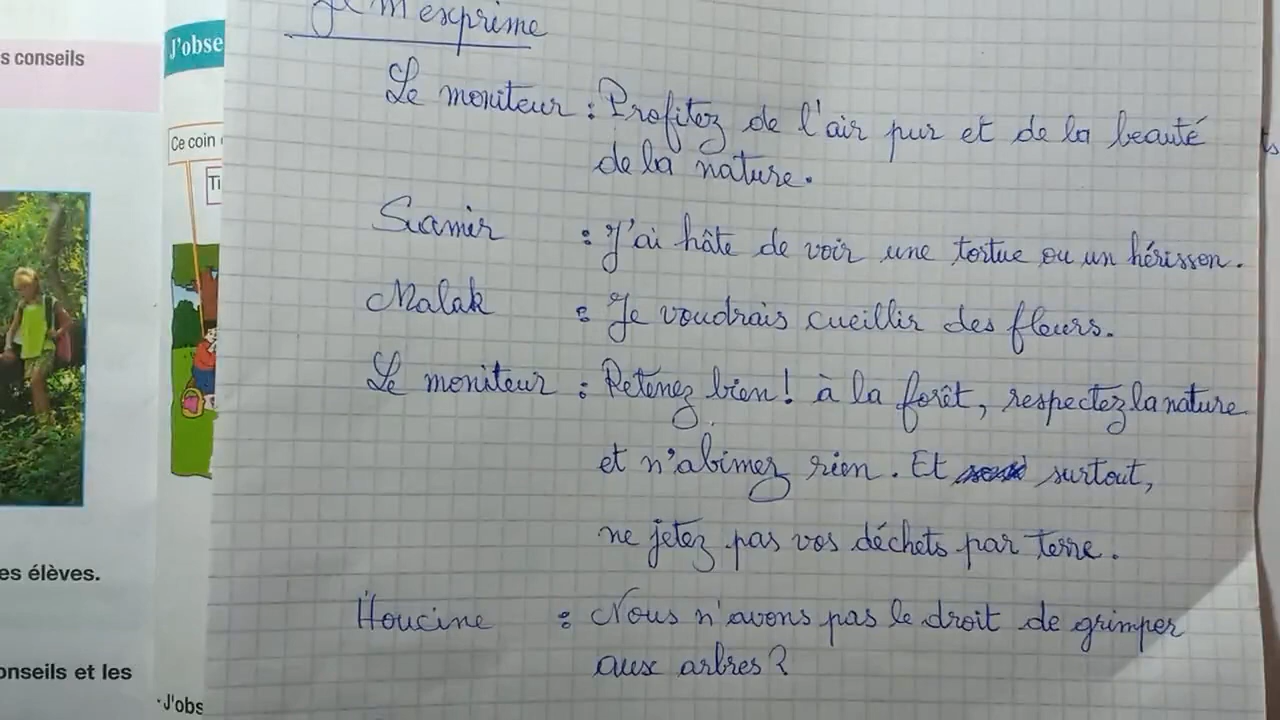 s conseils
es élèves.
onseils et les
J'obse
Ce coin
Ti
J'obs
Je m'exprime
Le moniteur : Profitez de l'air pur et de la beauté
de la nature.
Samir : J'ai hâte de voir une tortue ou un hérisson.
Malak : Je voudrais cueillir des fleurs.
Le moniteur : Retenez bien ! à la forêt, respectez la nature
et n'abîmez rien. Et surtout,
ne jetez pas vos déchets par terre.
Houcine : Nous n'avons pas le droit de grimper
aux arbres ?